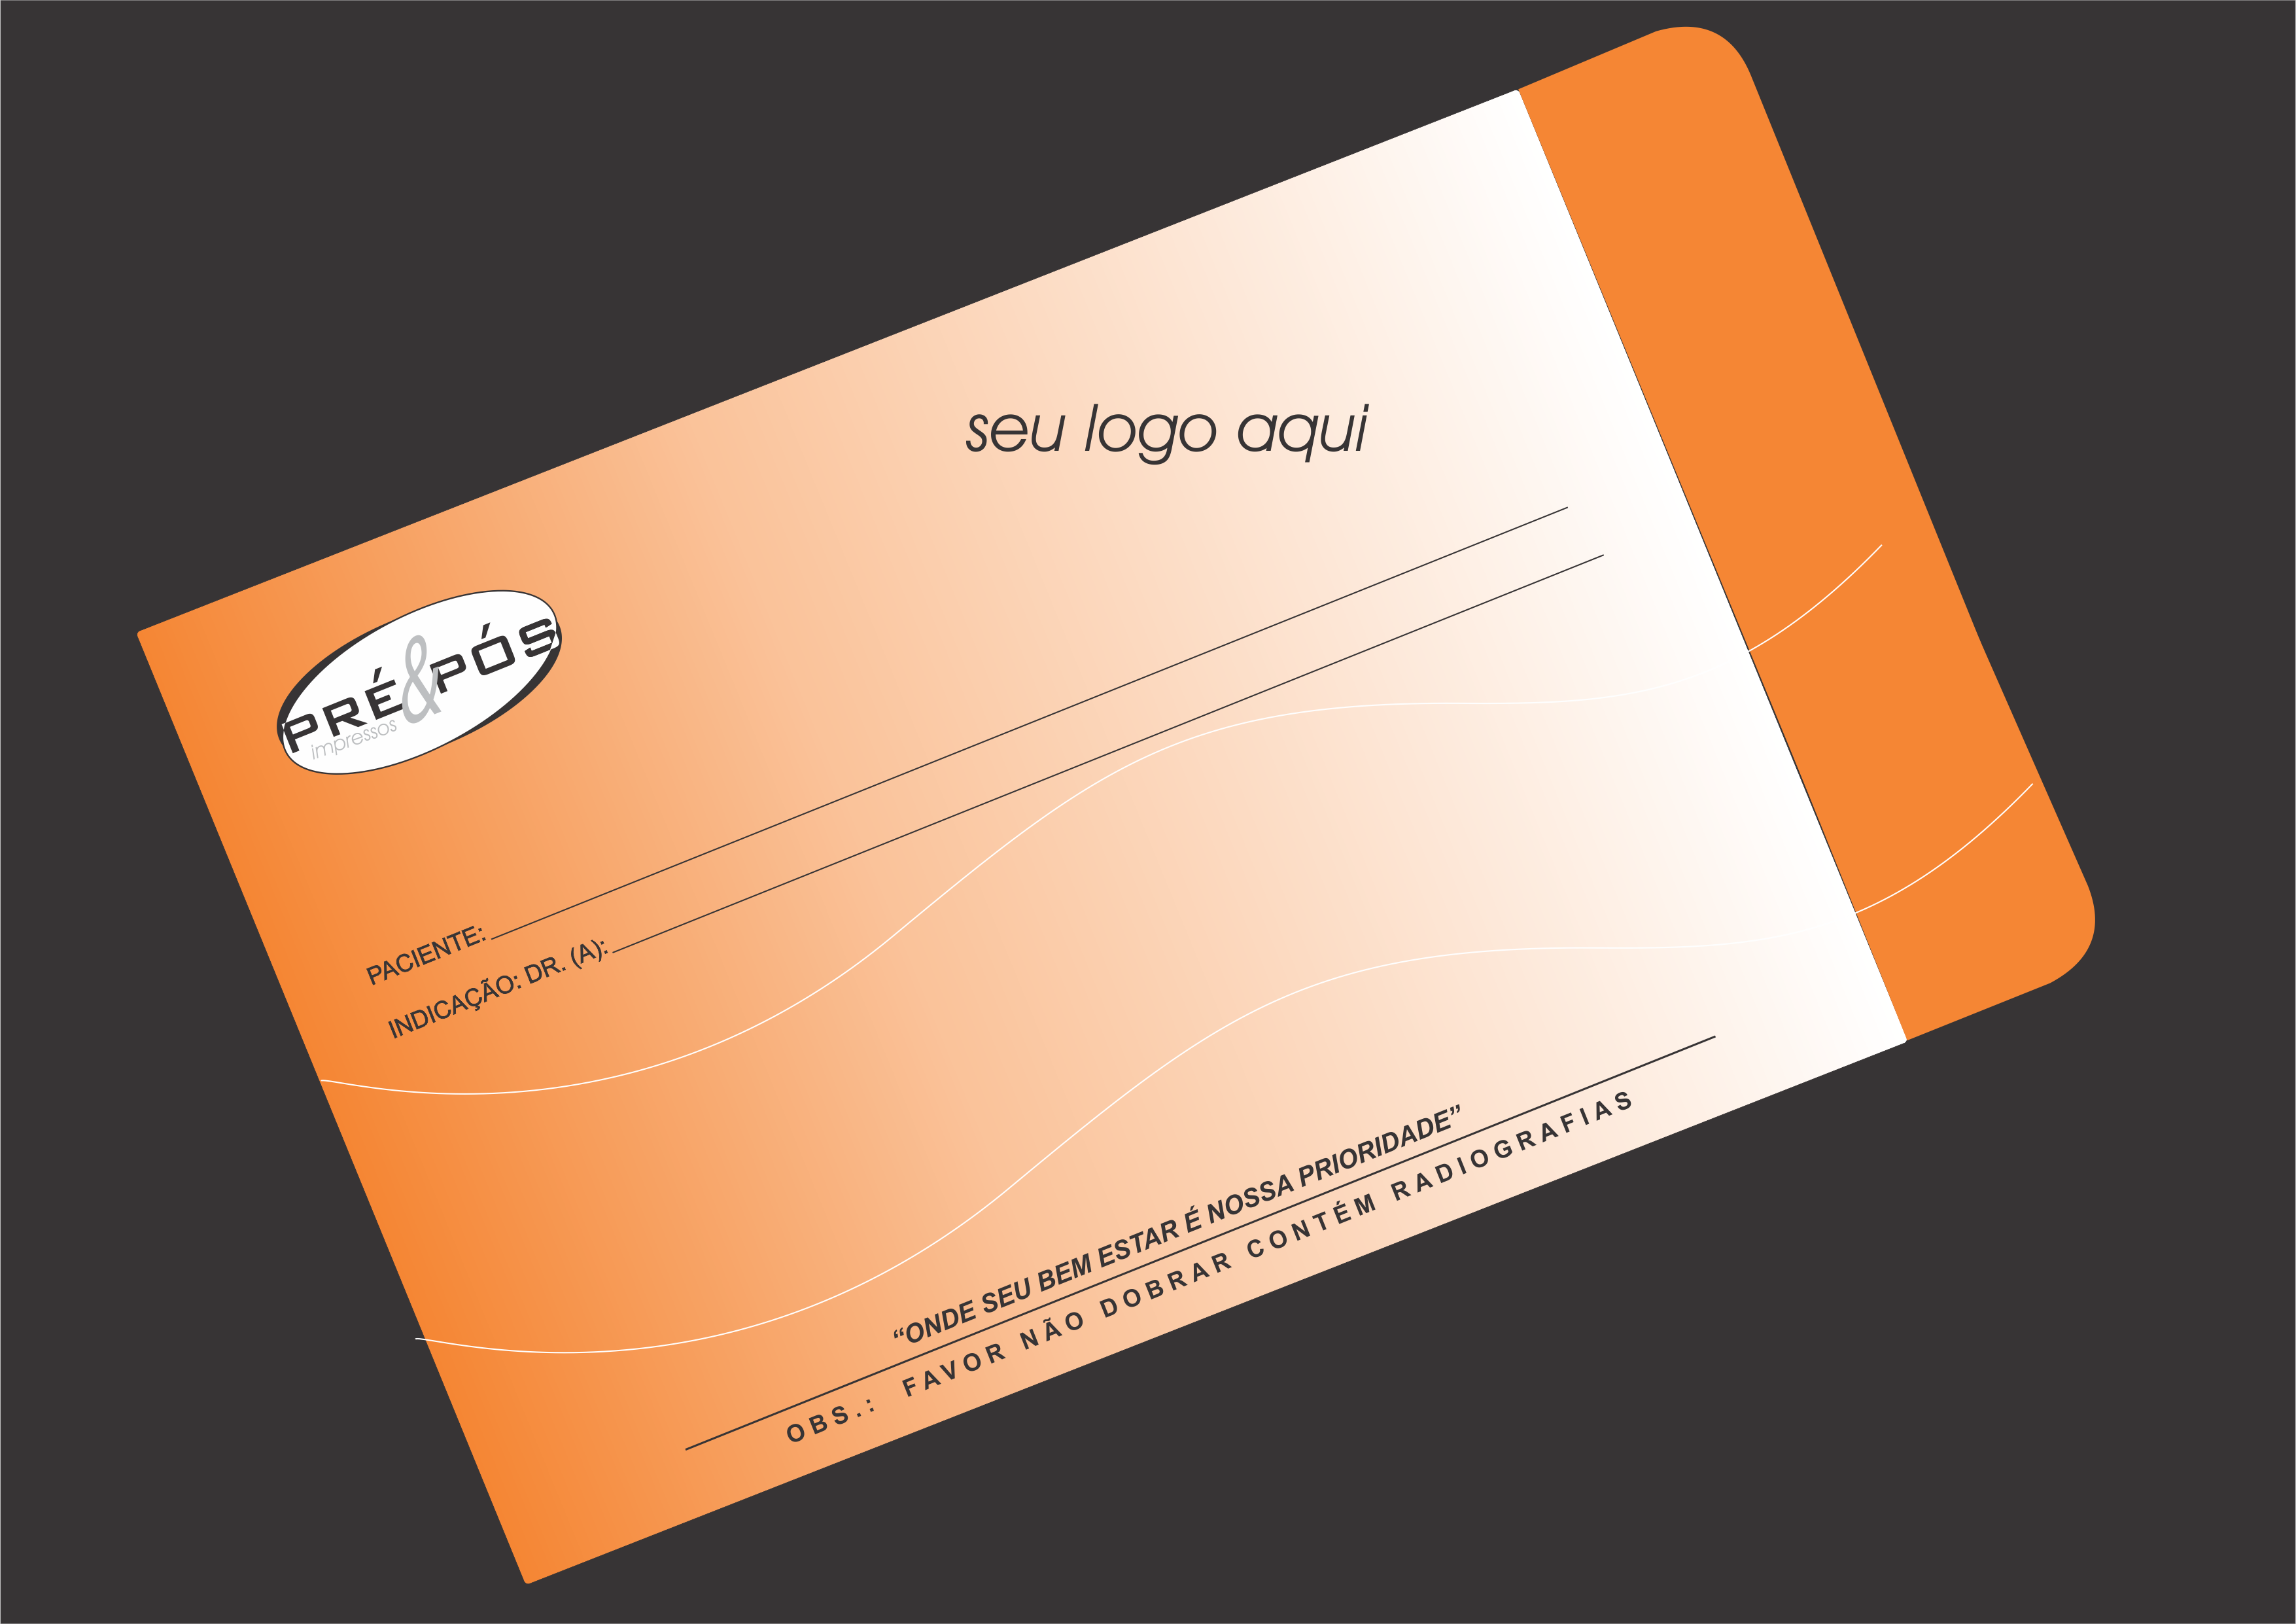 seu logo aqui
PRÉ&PÓS
impressos
PACIENTE:
INDICAÇÃO: DR. (A):
“ONDE SEU BEM ESTAR É NOSSA PRIORIDADE”
OBS.: FAVOR NÃO DOBRAR CONTÉM RADIOGRAFIAS